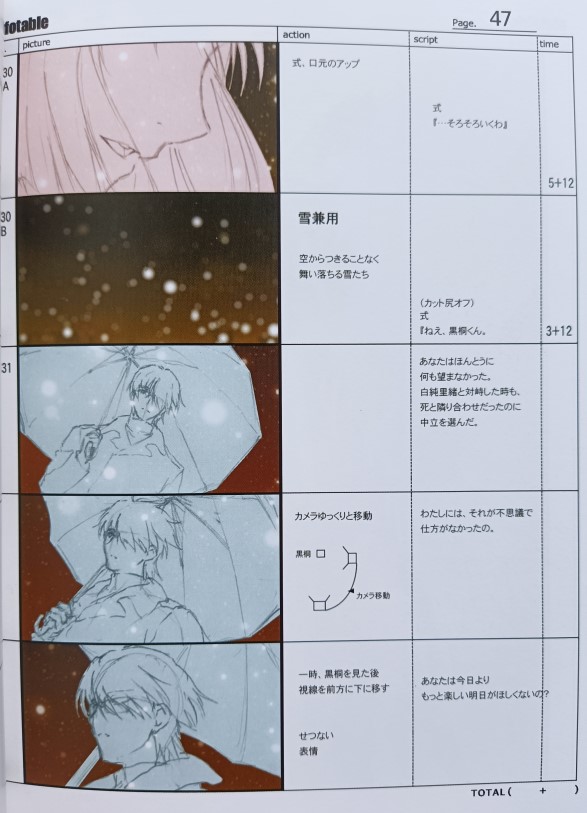 fotable
Page. 47
picture
action
script
time
30
A
式、口元のアップ
式
『…そろそろいくわ』
5+12
30
B
雪兼用
空からつきることなく
舞い落ちる雪たち
(カット尻オフ)
式
『ねえ、黒桐くん。
3+12
31
あなたはほんとうに
何も望まなかった。
白純里緒と対峙した時も、
死と隣り合わせだったのに
中立を選んだ。
カメラゆっくりと移動
黒桐
カメラ移動
わたしには、それが不思議で
仕方がなかったの。
一時、黒桐を見た後
視線を前方に下に移す
せつない
表情
あなたは今日より
もっと楽しい明日がほしくないの?
TOTAL ( + )